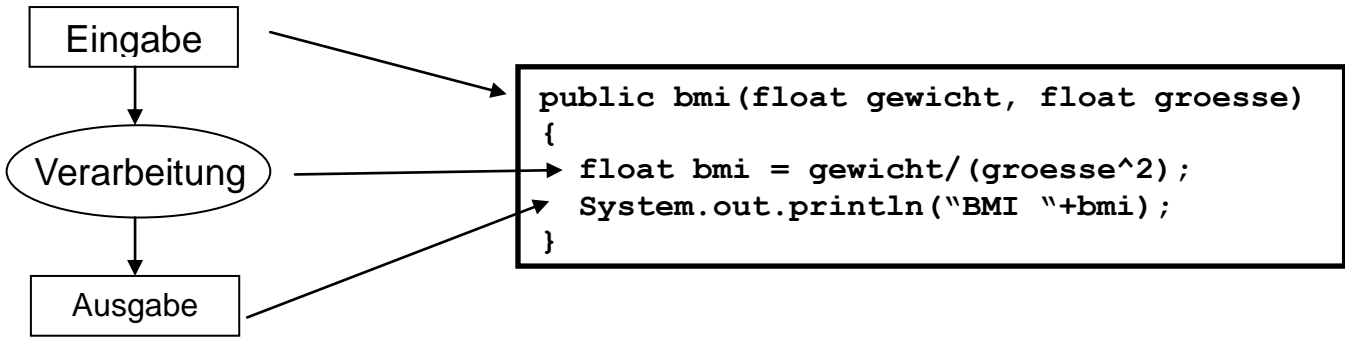 Eingabe
Verarbeitung
Ausgabe
public bmi(float gewicht, float groesse)
{
float bmi = gewicht/(groesse^2);
System.out.println(“BMI “+bmi);
}